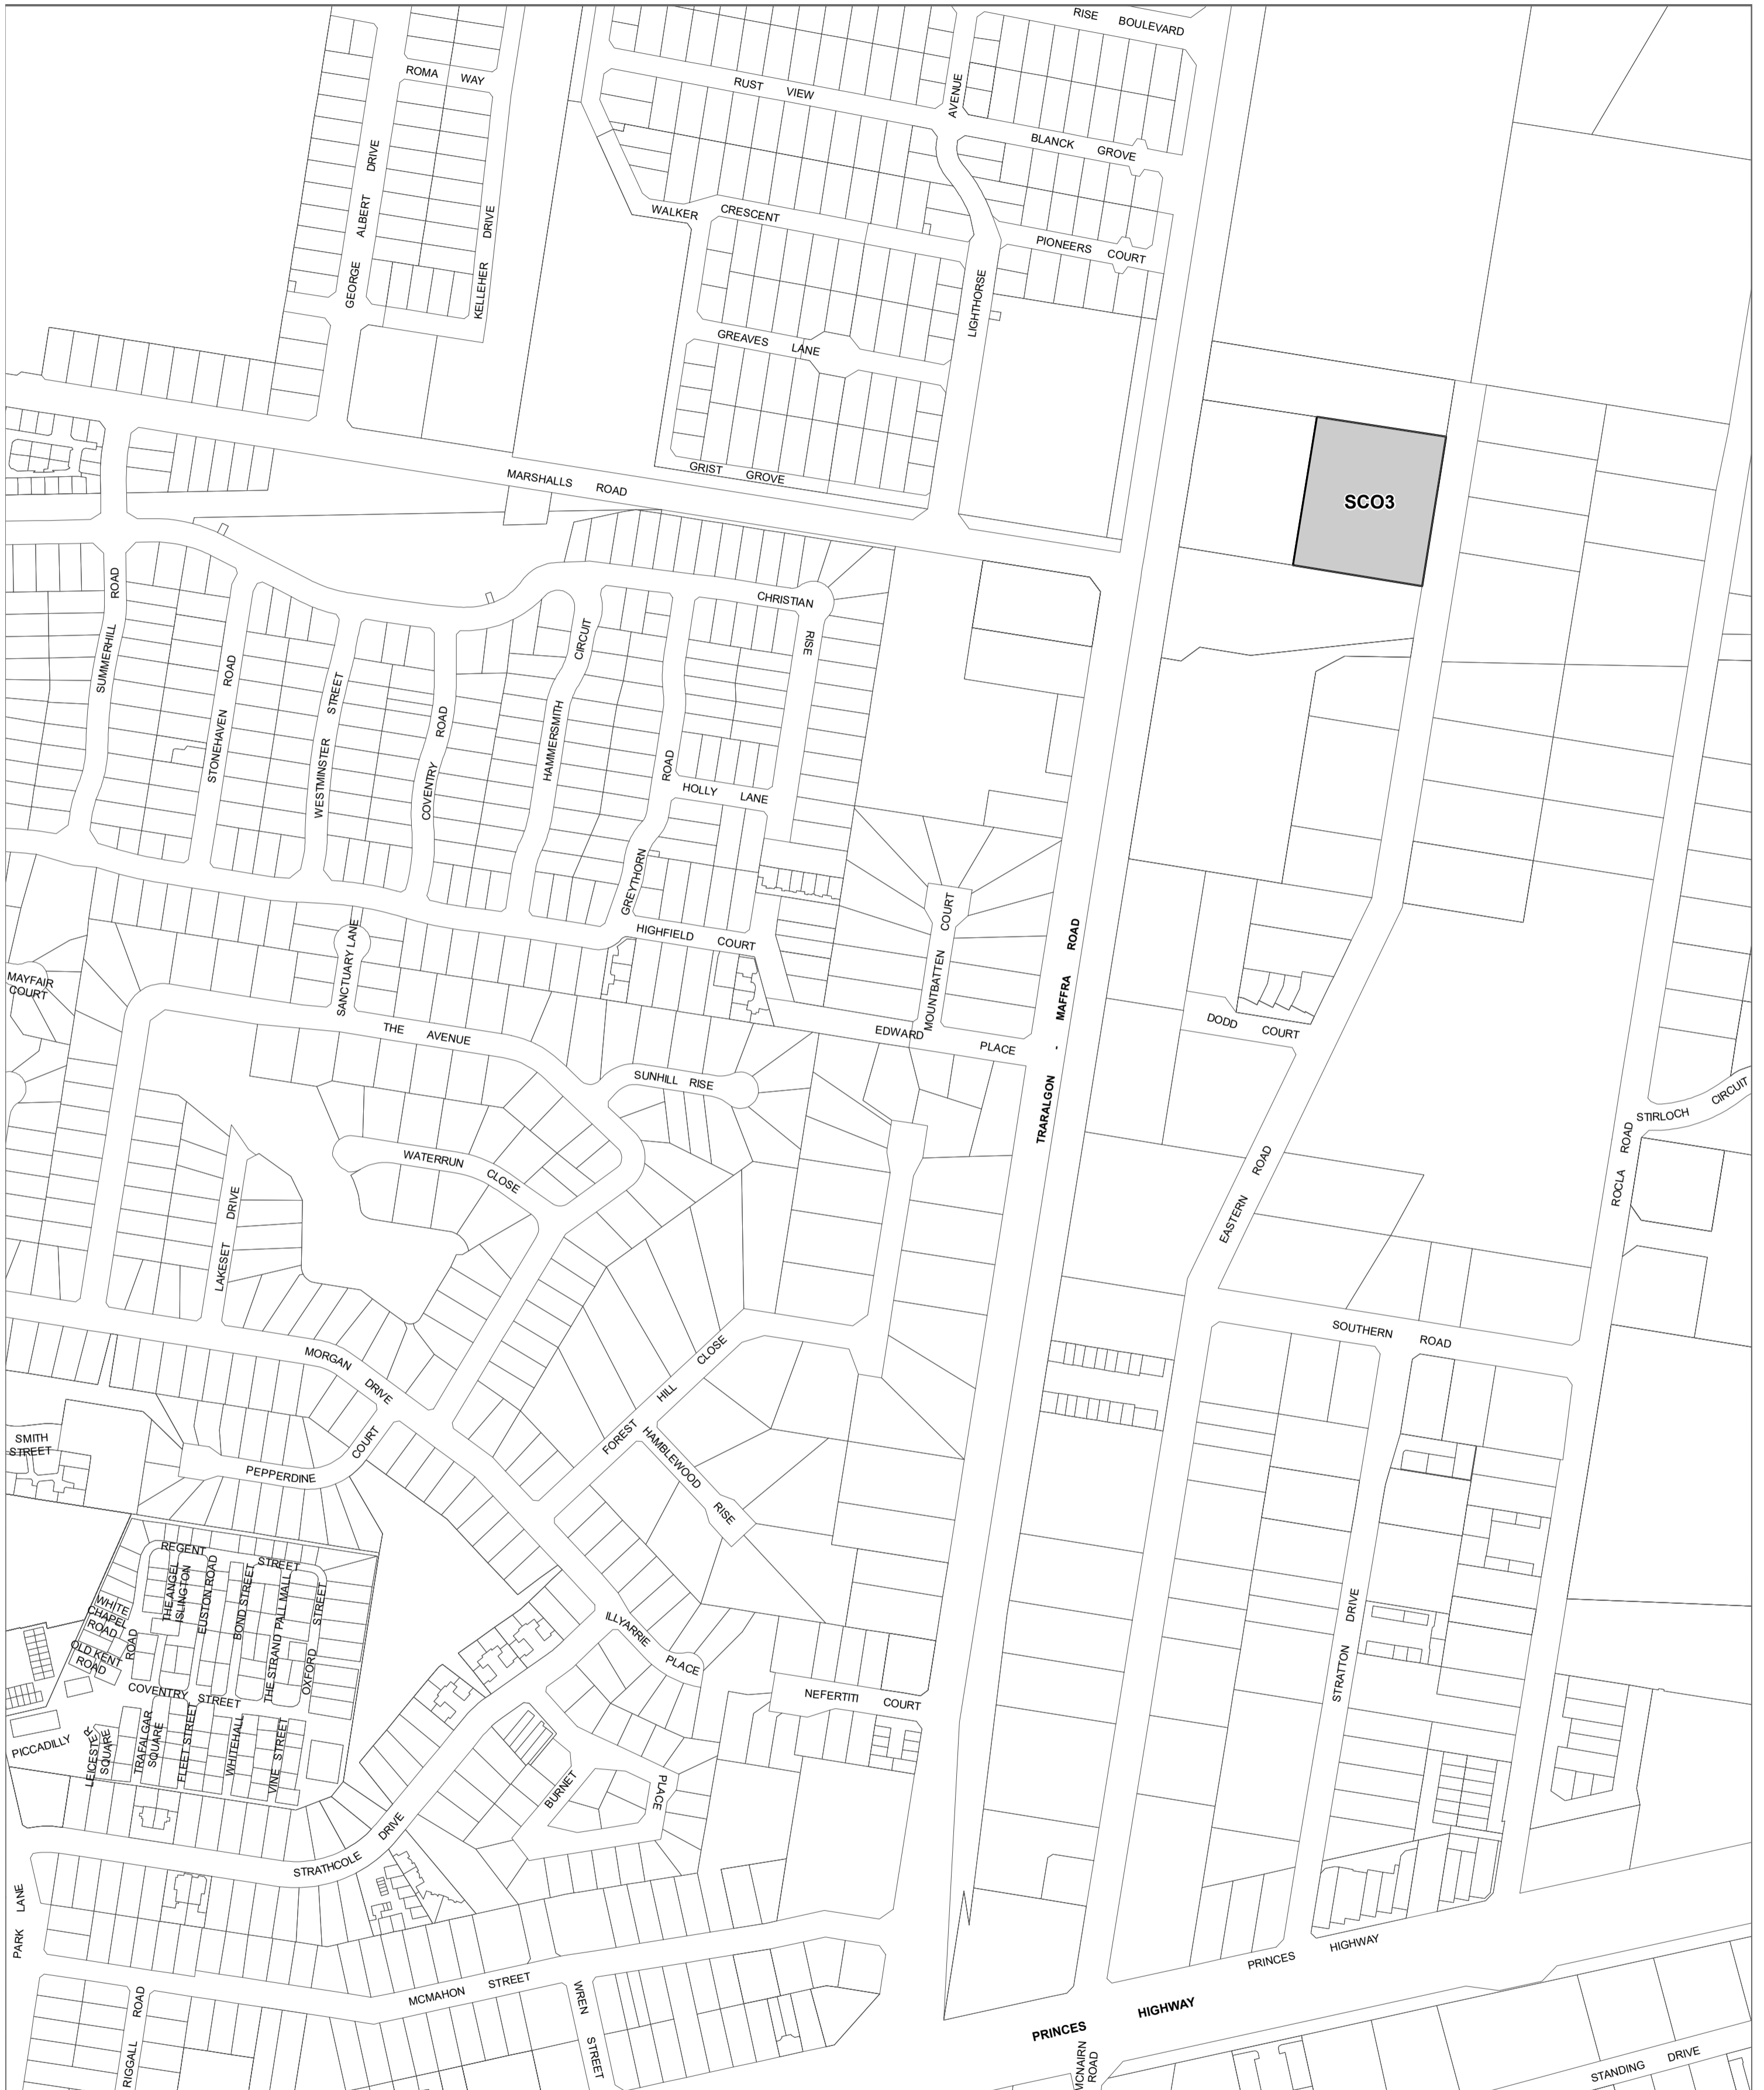 RISE BOULEVARD
ROMA WAY
RUST VIEW
AVENUE
BLANCK GROVE
GEORGE ALBERT DRIVE
KELLEHER DRIVE
WALKER CRESCENT
PIONEERS COURT
LIGHTHORSE
GREAVES LANE
GRIST GROVE
MARSHALLS ROAD
SCO3
CHRISTIAN RISE
SUMMERHILL ROAD
STONEHAVEN ROAD
WESTMINSTER STREET
COVENTRY ROAD
HAMMERSMITH CIRCUIT
GREYTHORN ROAD
HOLLY LANE
HIGHFIELD COURT
MOUNTBATTEN COURT
SANCTUARY LANE
MAYFAIR
COURT
THE AVENUE
EDWARD PLACE
TRARALGON - MAFFRA ROAD
DODD COURT
SUNHILL RISE
STIRLOCH CIRCUIT
ROCLA ROAD
EASTERN ROAD
WATERRUN CLOSE
LAKESET DRIVE
SOUTHERN ROAD
MORGAN DRIVE
FOREST HILL CLOSE
HAMBLEWOOD RISE
SMITH
STREET
PEPPERDINE COURT
REGENT STREET
THE ANGEL
ISLINGTON
EUSTON ROAD
BOND STREET
THE STRAND PALL MALL
OXFORD STREET
WHITE
CHAPEL
ROAD
OLD KENT
ROAD
ROAD
COVENTRY STREET
PICCADILLY
LEICESTER
SQUARE
TRAFALGAR
SQUARE
FLEET STREET
WHITEHALL
VINE STREET
ILLYARRIE PLACE
NEFERTITI COURT
STRATTON DRIVE
BURNET PLACE
STRATHCOLE DRIVE
PARK LANE
PRINCES HIGHWAY
MCMAHON STREET
WREN STREET
RIGGALL ROAD
PRINCES HIGHWAY
MCNAIRN
ROAD
STANDING DRIVE